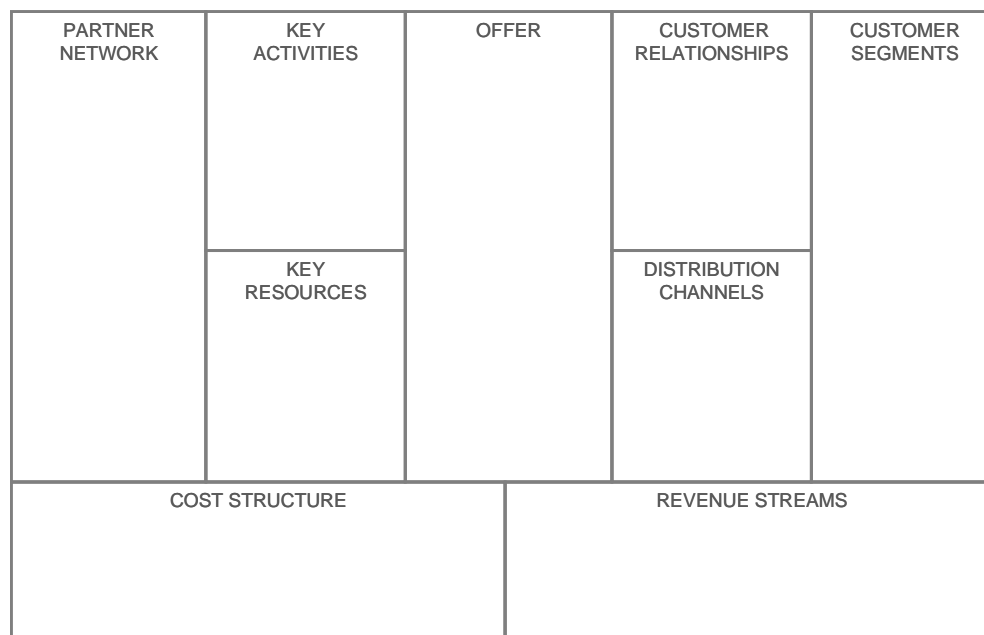 PARTNER
NETWORK
KEY
ACTIVITIES
OFFER
CUSTOMER
RELATIONSHIPS
CUSTOMER
SEGMENTS
KEY
RESOURCES
DISTRIBUTION
CHANNELS
COST STRUCTURE
REVENUE STREAMS